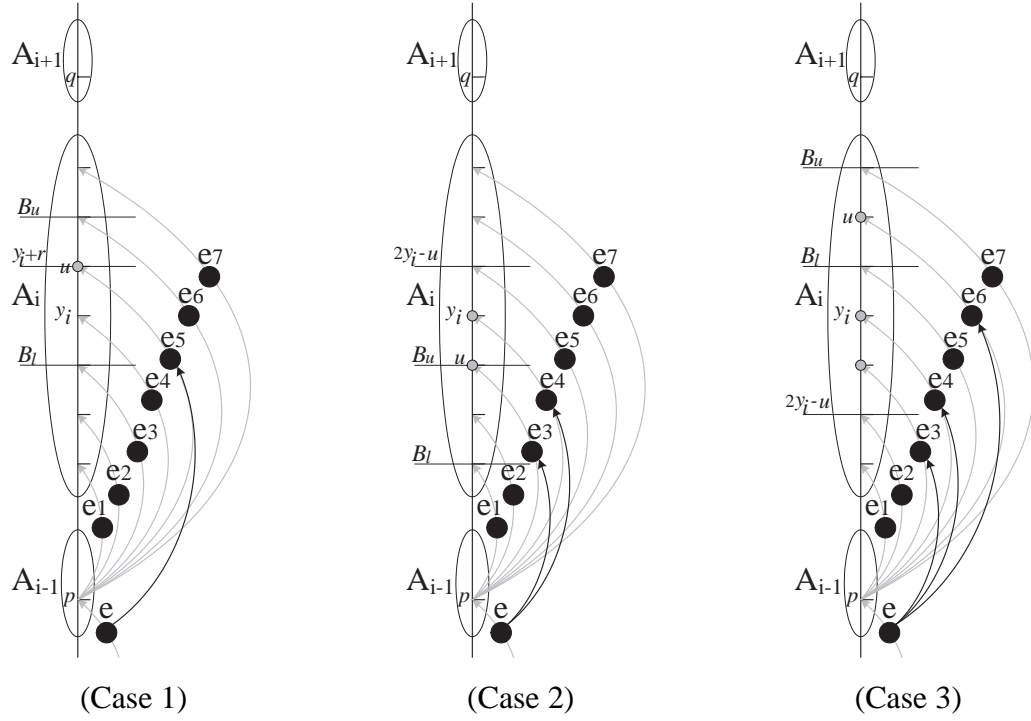 A_{i+1}
q
B_u
y_i+r
u
A_i
y_i
B_l
e7
e6
e5
e4
e3
e2
e1
A_{i-1}
p
e
(Case 1)
A_{i+1}
q
2y_i-u
A_i
y_i
B_u
u
B_l
e7
e6
e5
e4
e3
e2
e1
A_{i-1}
p
e
(Case 2)
A_{i+1}
q
B_u
u
B_l
A_i
y_i
2y_i-u
e7
e6
e5
e4
e3
e2
e1
A_{i-1}
p
e
(Case 3)